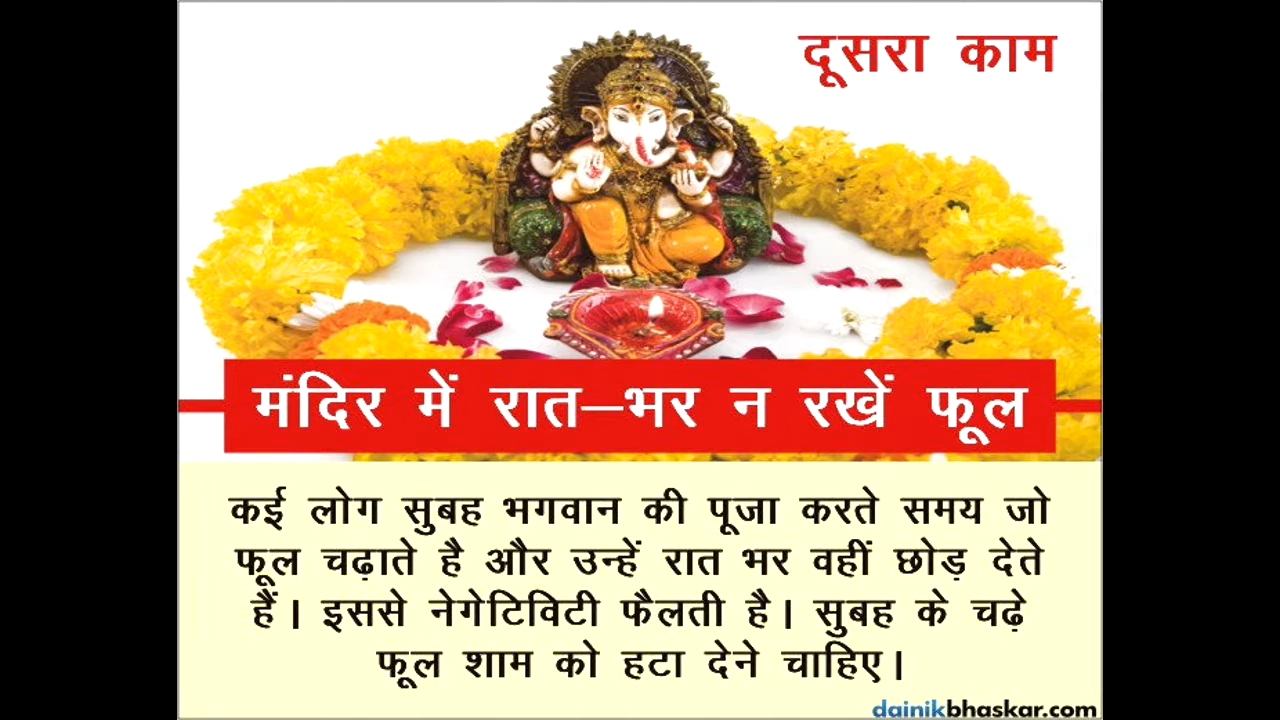 दूसरा काम
मंदिर में रात–भर न रखें फूल
कई लोग सुबह भगवान की पूजा करते समय जो
फूल चढ़ाते है और उन्हें रात भर वहीं छोड़ देते
हैं। इससे नेगेटिविटी फैलती है। सुबह के चढ़े
फूल शाम को हटा देने चाहिए।
dainikbhaskar.com